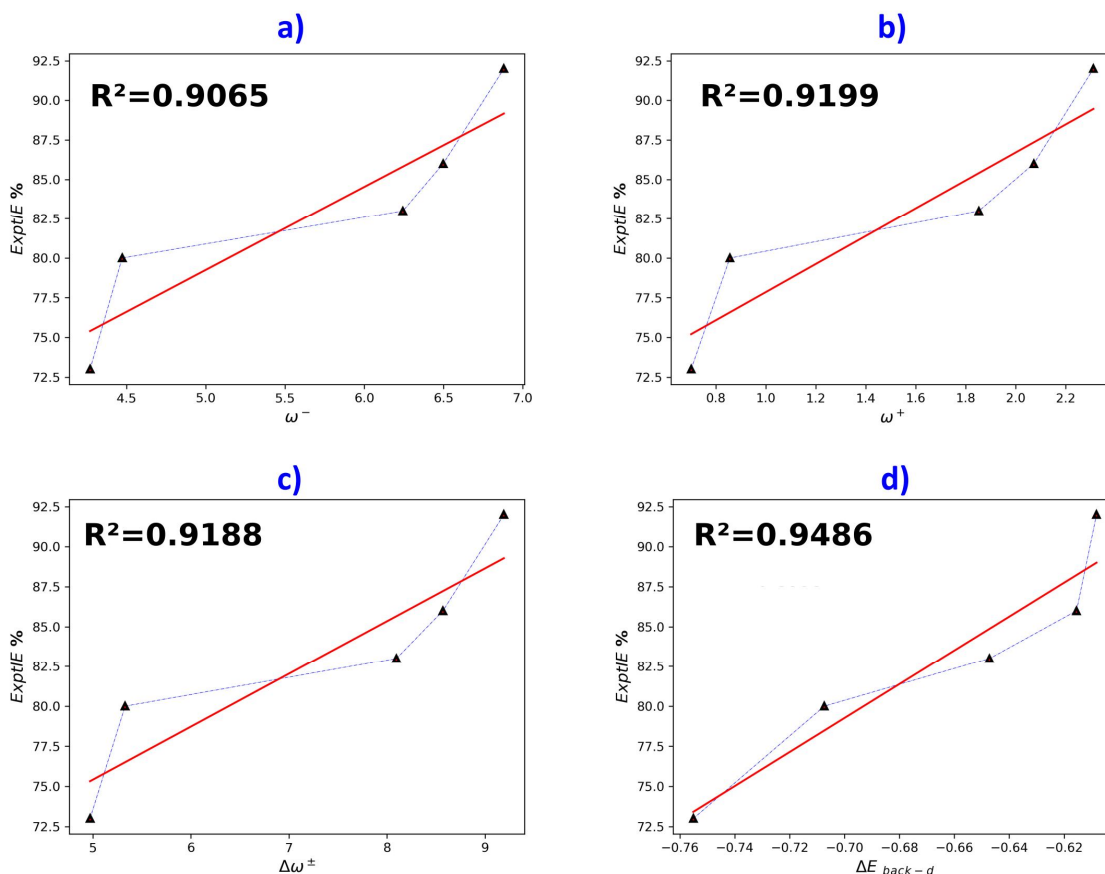 a)
R²=0.9065
92.5
90.0
87.5
85.0
82.5
80.0
77.5
75.0
72.5
ExptlE %
4.5 5.0 5.5 6.0 6.5 7.0
ω⁻
b)
R²=0.9199
92.5
90.0
87.5
85.0
82.5
80.0
77.5
75.0
72.5
ExptlE %
0.8 1.0 1.2 1.4 1.6 1.8 2.0 2.2
ω⁺
c)
R²=0.9188
92.5
90.0
87.5
85.0
82.5
80.0
77.5
75.0
72.5
ExptlE %
5 6 7 8 9
Δω±
d)
R²=0.9486
92.5
90.0
87.5
85.0
82.5
80.0
77.5
75.0
72.5
ExptlE %
−0.76 −0.74 −0.72 −0.70 −0.68 −0.66 −0.64 −0.62
ΔE back−d